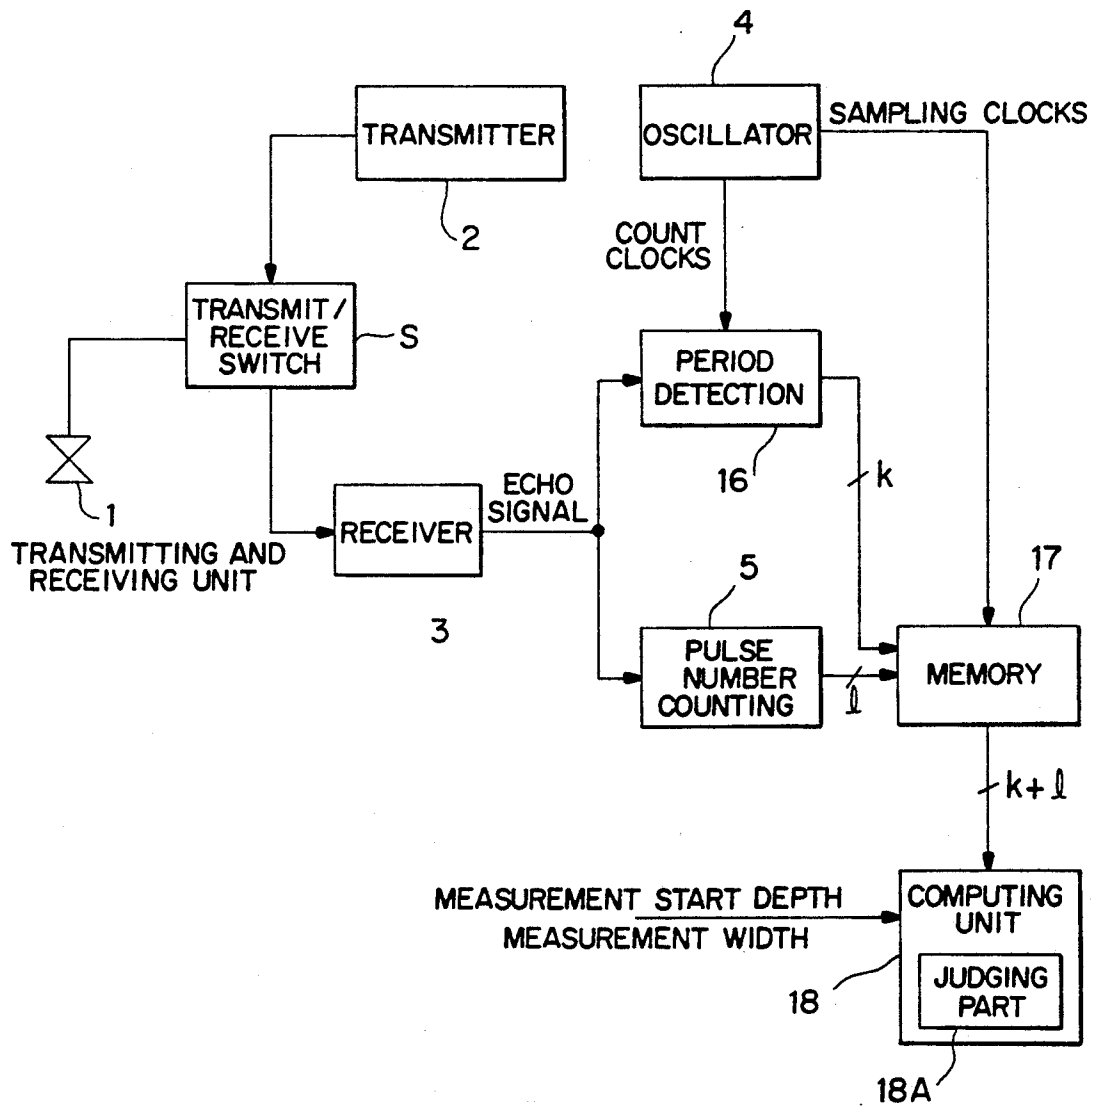 4
TRANSMITTER
OSCILLATOR
SAMPLING CLOCKS
2
COUNT
CLOCKS
TRANSMIT/
RECEIVE
SWITCH
S
PERIOD
DETECTION
16
k
1
TRANSMITTING AND
RECEIVING UNIT
RECEIVER
3
ECHO
SIGNAL
5
PULSE
NUMBER
COUNTING
l
17
MEMORY
k+l
MEASUREMENT START DEPTH
MEASUREMENT WIDTH
COMPUTING
UNIT
18
JUDGING
PART
18A